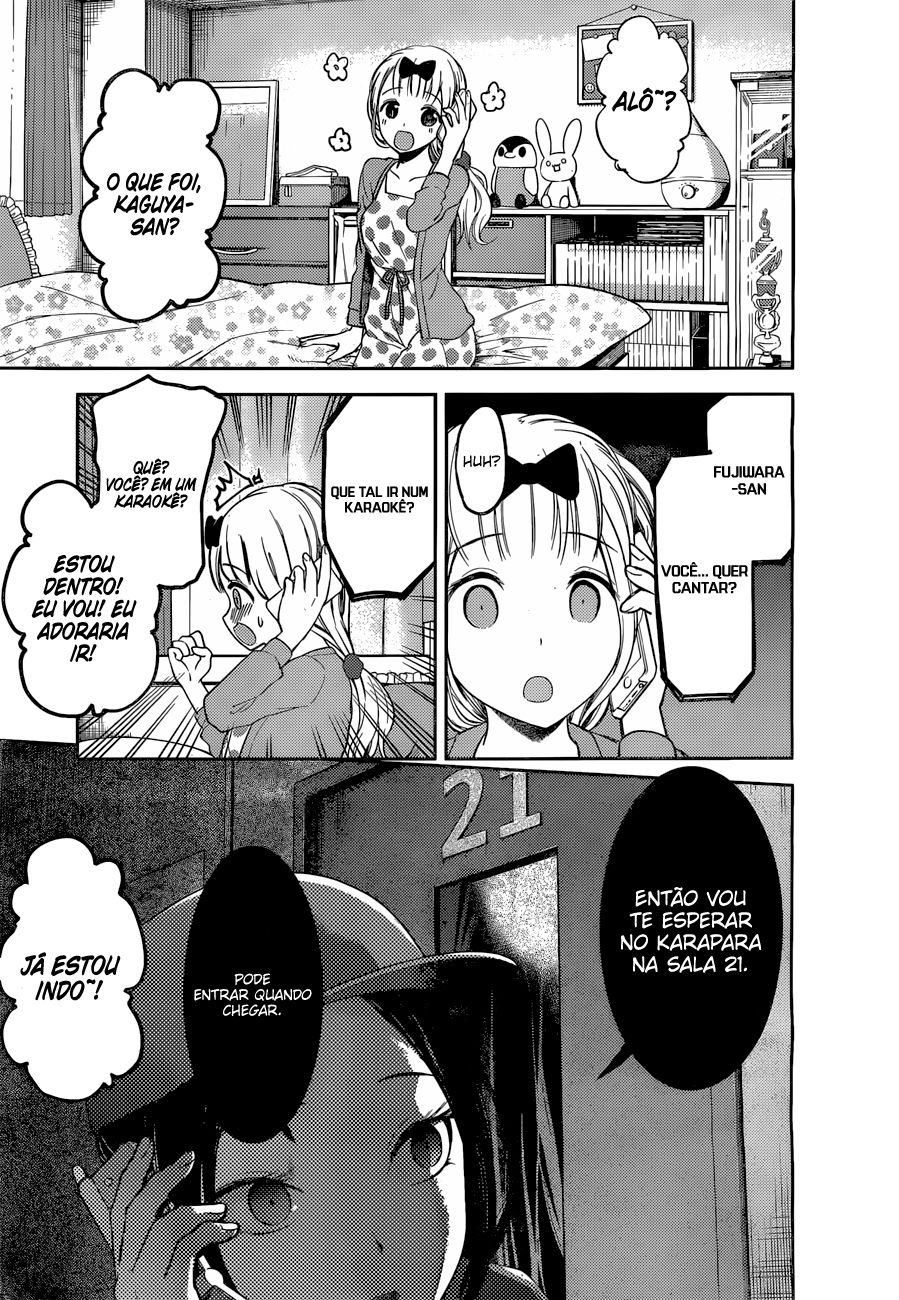 ALÔ~?
O QUE FOI,
KAGUYA-
SAN?
FUJIWARA
-SAN
VOCÊ... QUER
CANTAR?
HUH?
QUE TAL IR NUM
KARAOKÊ?
QUÊ?
VOCÊ? EM UM
KARAOKÊ?
ESTOU
DENTRO!
EU VOU! EU
ADORARIA
IR!
21
ENTÃO VOU
TE ESPERAR
NO KARAPARA
NA SALA 21.
PODE
ENTRAR QUANDO
CHEGAR.
JÁ ESTOU
INDO~!